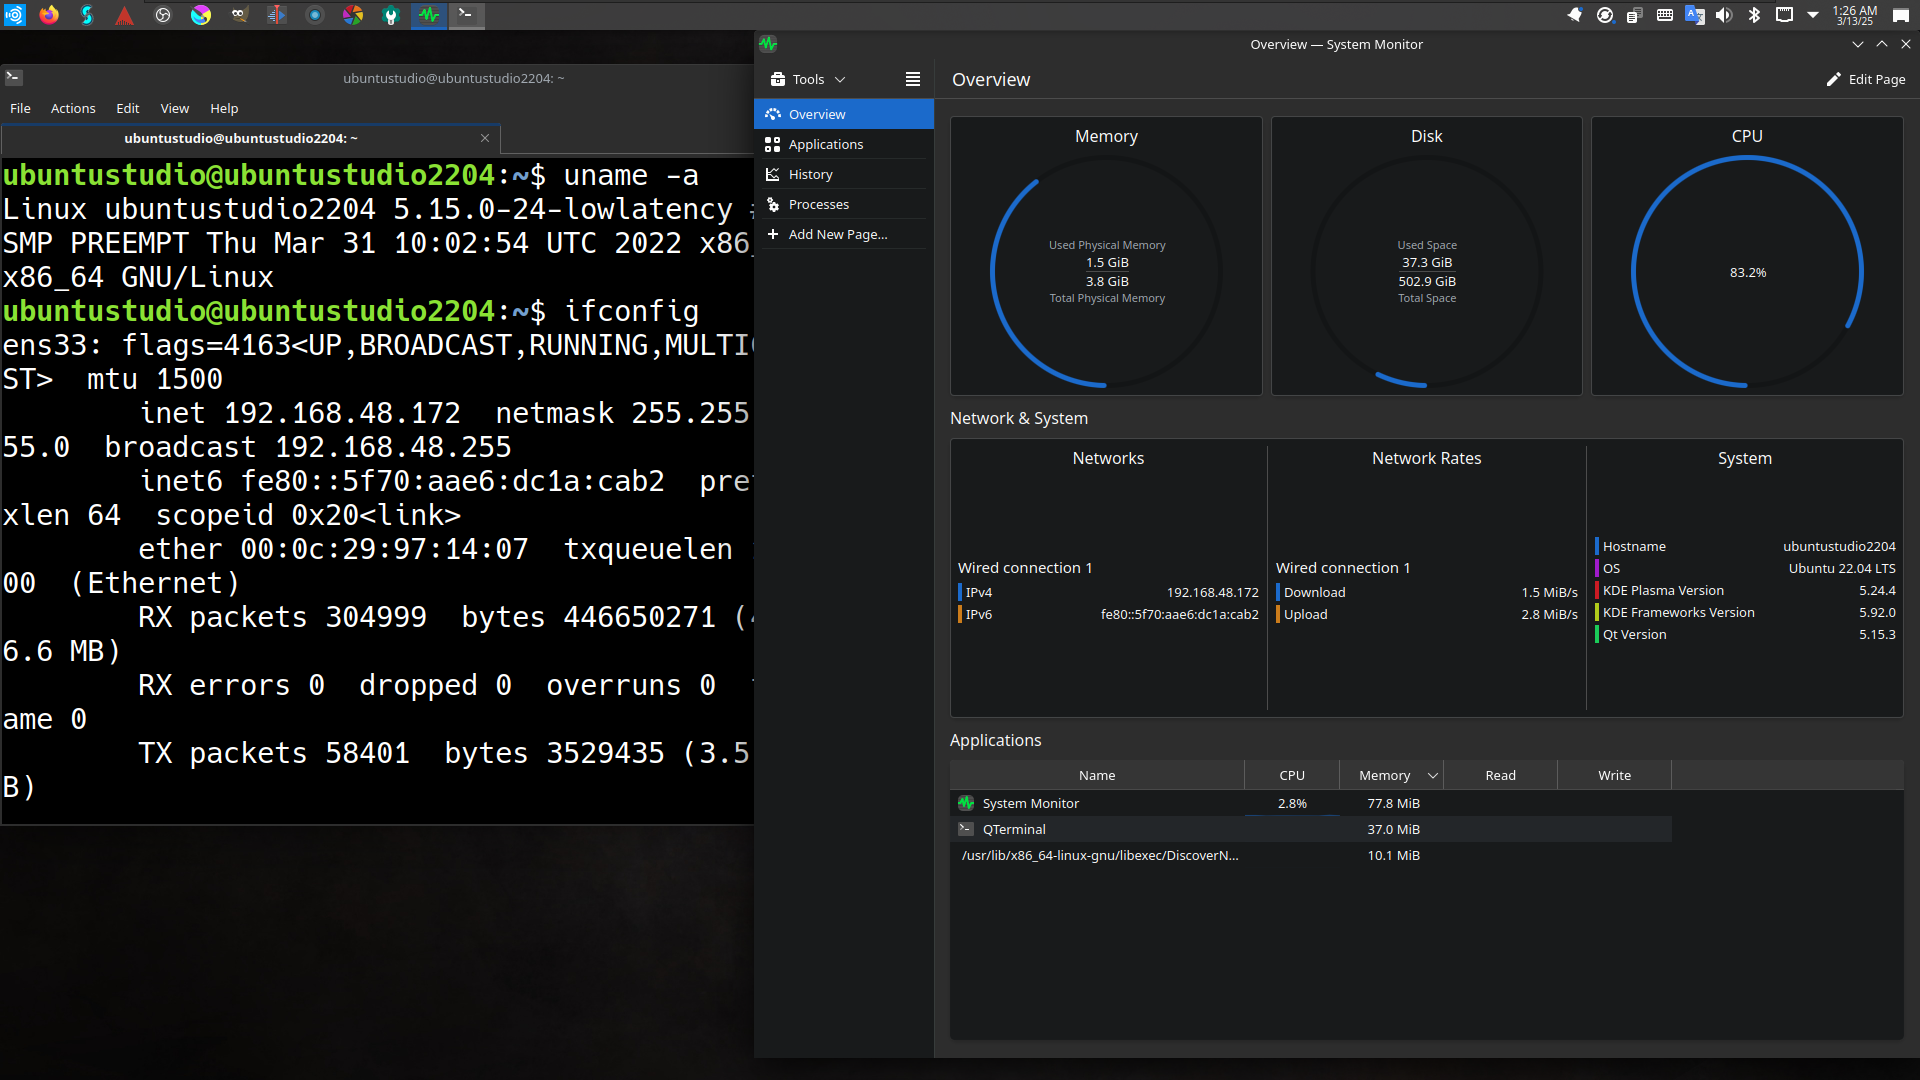 1:26 AM
3/13/25
ubuntustudio@ubuntustudio2204: ~
File Actions Edit View Help
ubuntustudio@ubuntustudio2204: ~
ubuntustudio@ubuntustudio2204:~$ uname -a
Linux ubuntustudio2204 5.15.0-24-lowlatency
SMP PREEMPT Thu Mar 31 10:02:54 UTC 2022 x86_
x86_64 GNU/Linux
ubuntustudio@ubuntustudio2204:~$ ifconfig
ens33: flags=4163<UP,BROADCAST,RUNNING,MULTIC
ST> mtu 1500
inet 192.168.48.172 netmask 255.255
55.0 broadcast 192.168.48.255
inet6 fe80::5f70:aae6:dc1a:cab2 pre
xlen 64 scopeid 0x20<link>
ether 00:0c:29:97:14:07 txqueuelen
00 (Ethernet)
RX packets 304999 bytes 446650271 (
6.6 MB)
RX errors 0 dropped 0 overruns 0
ame 0
TX packets 58401 bytes 3529435 (3.5
B)
Overview — System Monitor
Tools
Overview
Edit Page
Overview
Applications
History
Processes
Add New Page...
Memory
Used Physical Memory
1.5 GiB
3.8 GiB
Total Physical Memory
Disk
Used Space
37.3 GiB
502.9 GiB
Total Space
CPU
83.2%
Network & System
Networks
Wired connection 1
IPv4 192.168.48.172
IPv6 fe80::5f70:aae6:dc1a:cab2
Network Rates
Wired connection 1
Download 1.5 MiB/s
Upload 2.8 MiB/s
System
Hostname ubuntustudio2204
OS Ubuntu 22.04 LTS
KDE Plasma Version 5.24.4
KDE Frameworks Version 5.92.0
Qt Version 5.15.3
Applications
Name CPU Memory Read Write
System Monitor 2.8% 77.8 MiB
QTerminal 37.0 MiB
/usr/lib/x86_64-linux-gnu/libexec/DiscoverN... 10.1 MiB